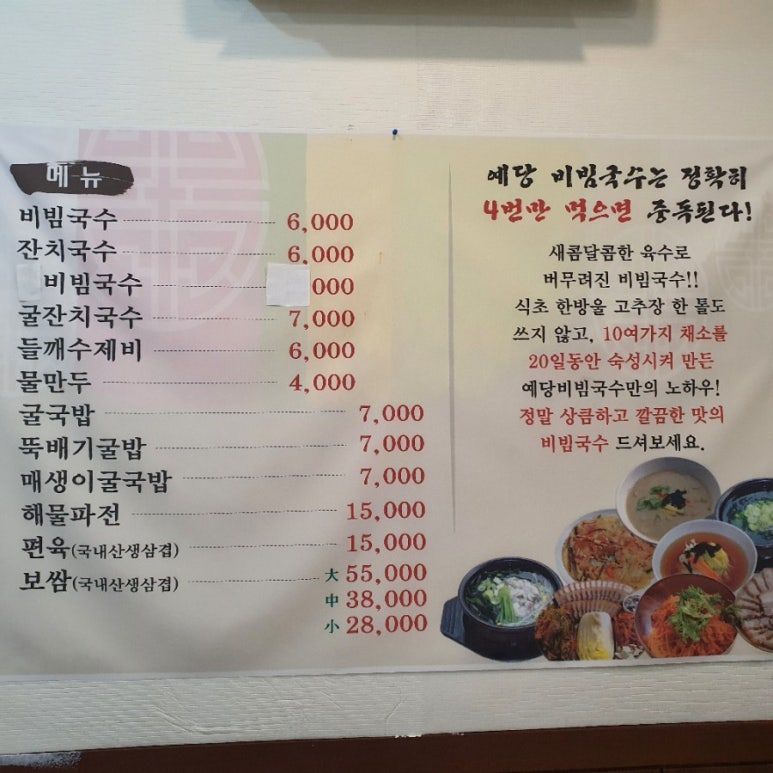 메뉴
비빔국수 6,000
잔치국수 6,000
비빔국수 000
굴잔치국수 7,000
들깨수제비 6,000
물만두 4,000
굴국밥 7,000
뚝배기굴밥 7,000
매생이굴국밥 7,000
해물파전 15,000
편육(국내산생삼겹) 15,000
보쌈(국내산생삼겹) 大 55,000
中 38,000
小 28,000
예당 비빔국수는 정확히
4번만 먹으면 중독된다!
새콤달콤한 육수로
버무려진 비빔국수!!
식초 한방울 고추장 한 톨도
쓰지 않고, 10여가지 채소를
20일동안 숙성시켜 만든
예당비빔국수만의 노하우!
정말 상큼하고 깔끔한 맛의
비빔국수 드셔보세요.